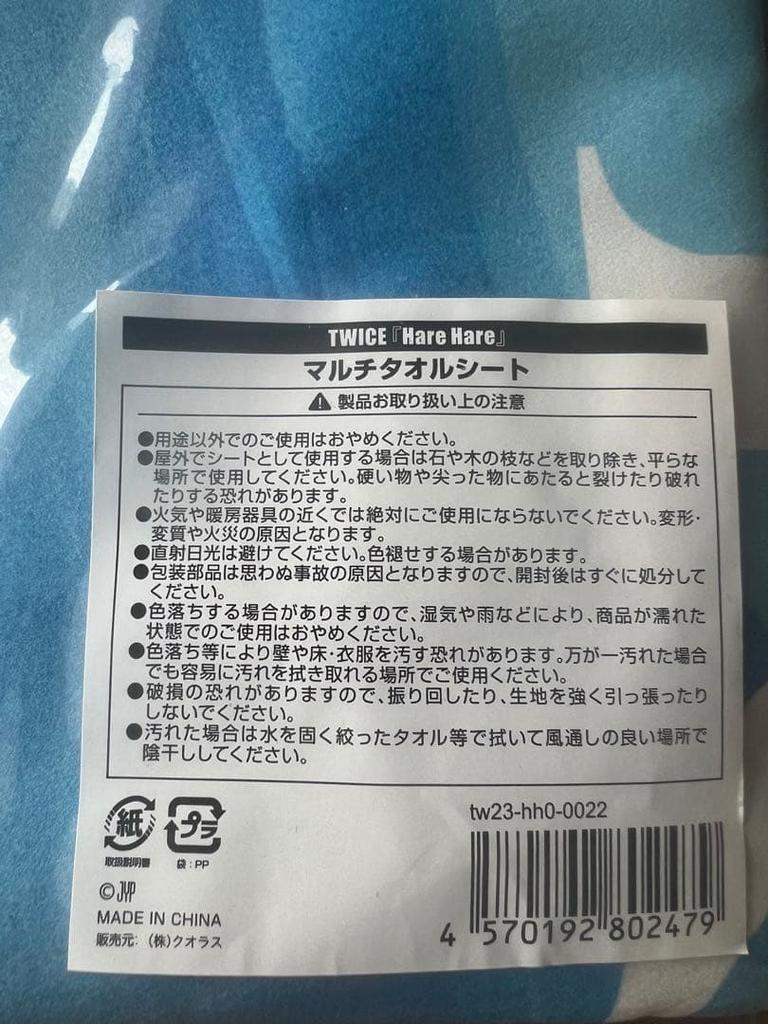 TWICE『Hare Hare』
マルチタオルシート
⚠ 製品お取り扱い上の注意
●用途以外でのご使用はおやめください。
●屋外でシートとして使用する場合は石や木の枝などを取り除き、平らな
場所で使用してください。硬い物や尖った物にあたると裂けたり破れ
たりする恐れがあります。
●火気や暖房器具の近くでは絶対にご使用にならないでください。変形・
変質や火災の原因となります。
●直射日光は避けてください。色褪せする場合があります。
●包装部品は思わぬ事故の原因となりますので、開封後はすぐに処分して
ください。
●色落ちする場合がありますので、湿気や雨などにより、商品が濡れた
状態でのご使用はおやめください。
●色落ち等により壁や床・衣服を汚す恐れがあります。万が一汚れた場合
でも容易に汚れを拭き取れる場所でご使用ください。
●破損の恐れがありますので、振り回したり、生地を強く引っ張ったり
しないでください。
●汚れた場合は水を固く絞ったタオル等で拭いて風通しの良い場所で
陰干ししてください。
紙 プラ
取扱説明書 袋:PP
©JYP
MADE IN CHINA
販売元:(株)クオラス
tw23-hh0-0022
4 570192 802479